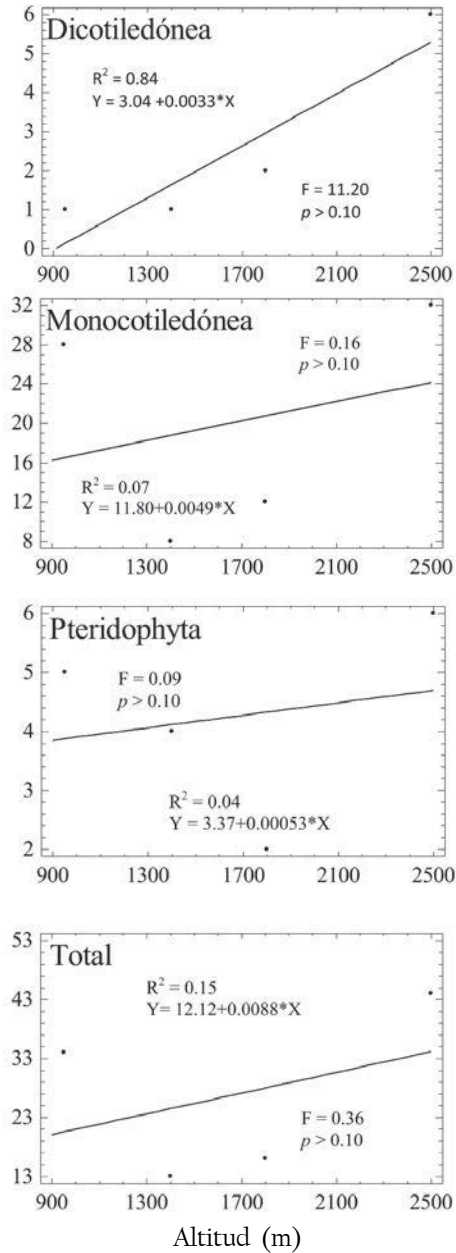 Dicotiledónea
R² = 0.84
Y = 3.04 +0.0033*X
F = 11.20
p > 0.10
6
5
4
3
2
1
0
900 1300 1700 2100 2500
Monocotiledónea
F = 0.16
p > 0.10
R² = 0.07
Y = 11.80+0.0049*X
32
28
24
20
16
12
8
900 1300 1700 2100 2500
Pteridophyta
F = 0.09
p > 0.10
R² = 0.04
Y = 3.37+0.00053*X
6
5
4
3
2
900 1300 1700 2100 2500
Total
R² = 0.15
Y= 12.12+0.0088*X
F = 0.36
p > 0.10
53
43
33
23
13
900 1300 1700 2100 2500
Altitud (m)